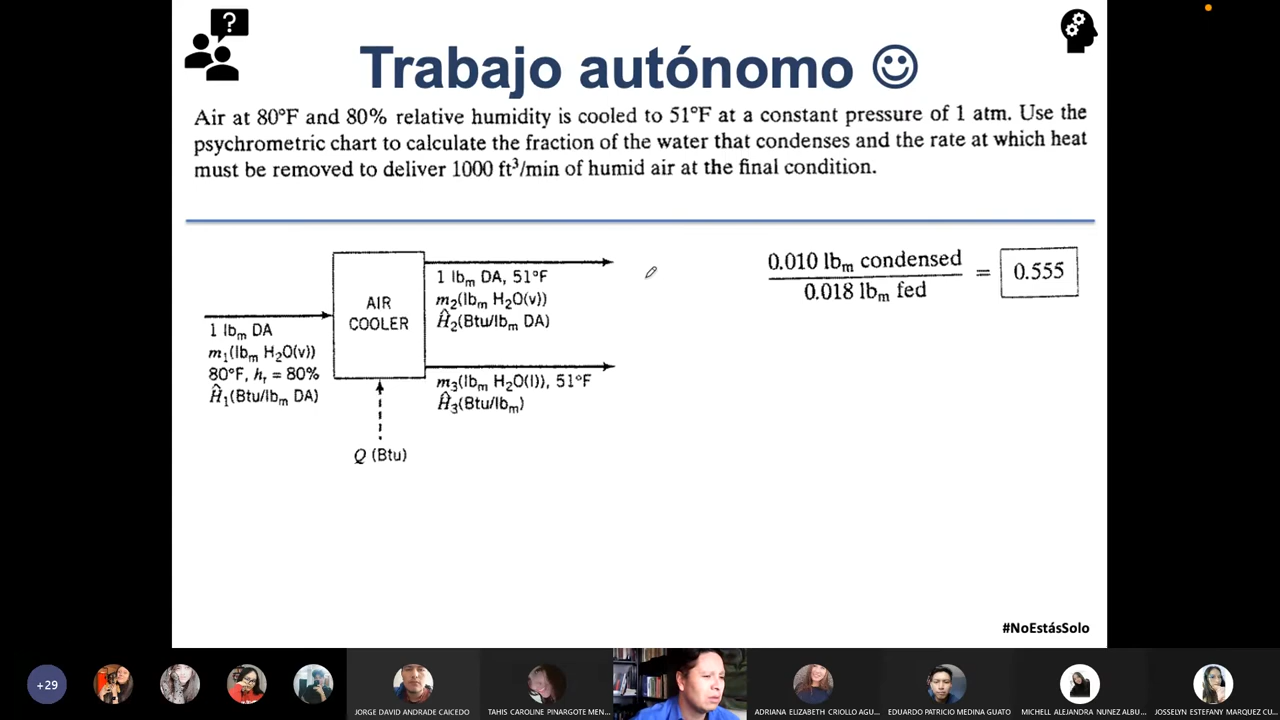 ?
Trabajo autónomo ☺
Air at 80°F and 80% relative humidity is cooled to 51°F at a constant pressure of 1 atm. Use the
psychrometric chart to calculate the fraction of the water that condenses and the rate at which heat
must be removed to deliver 1000 ft³/min of humid air at the final condition.
AIR
COOLER
1 lbₘ DA
m₁(lbₘ H₂O(v))
80°F, hᵣ = 80%
Ĥ₁(Btu/lbₘ DA)
1 lbₘ DA, 51°F
m₂(lbₘ H₂O(v))
Ĥ₂(Btu/lbₘ DA)
m₃(lbₘ H₂O(l)), 51°F
Ĥ₃(Btu/lbₘ)
Q (Btu)
0.010 lbₘ condensed
0.018 lbₘ fed
= 0.555
#NoEstásSolo
+29
JORGE DAVID ANDRADE CAICEDO
TAHIS CAROLINE PINARGOTE MEN...
ADRIANA ELIZABETH CRIOLLO AGU...
EDUARDO PATRICIO MEDINA GUATO
MICHELL ALEJANDRA NUNEZ ALBU...
JOSSELYN ESTEFANY MARQUEZ CU...